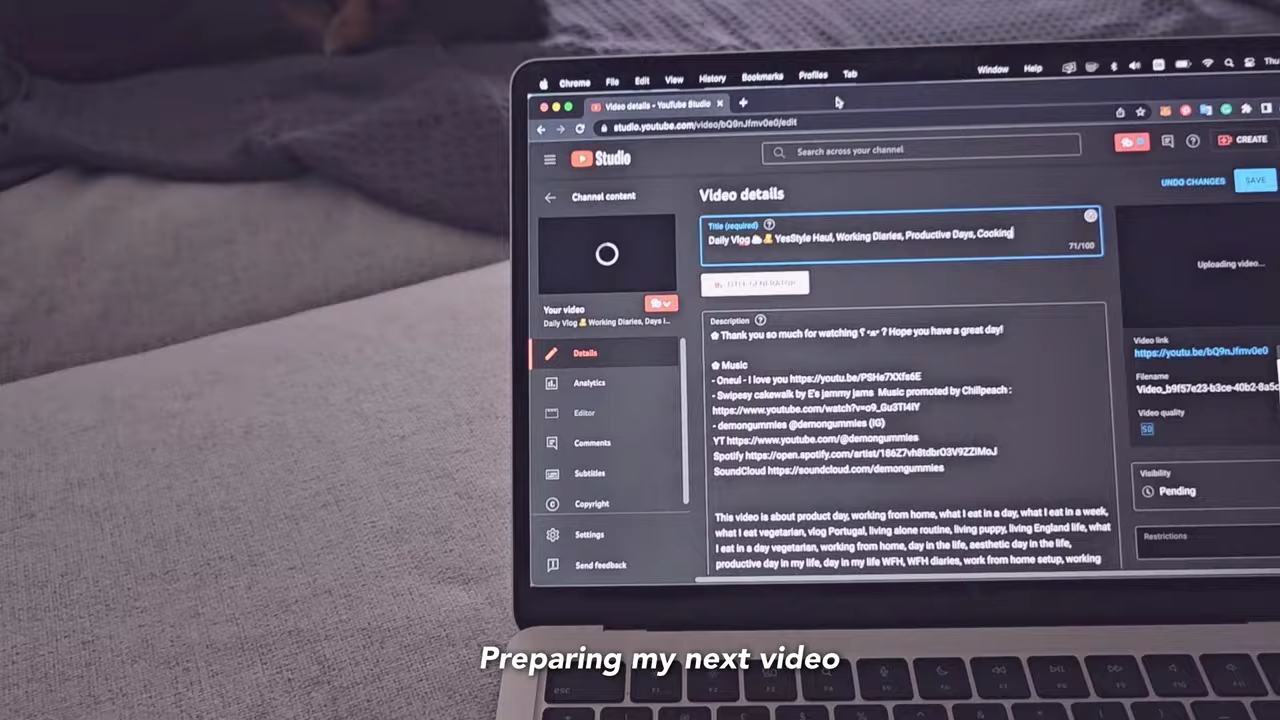 Chrome File Edit View History Bookmarks Profiles Tab Window Help Thu
Video details - YouTube Studio
studio.youtube.com/video/bQ9nJfmv0e0/edit
Studio
Search across your channel
CREATE
Channel content
Video details
UNDO CHANGES
SAVE
Title (required)
Daily Vlog YesStyle Haul, Working Diaries, Productive Days, Cooking
71/100
TITLE GENERATOR
Uploading video...
Your video
Daily Vlog Working Diaries, Days i...
Details
Analytics
Editor
Comments
Subtitles
Copyright
Settings
Send feedback
Description
✿ Thank you so much for watching ʕ •ﻌ• ʔ Hope you have a great day!
✿ Music
- Oneul - I love you https://youtu.be/PSHe7XXfs6E
- Swipesy cakewalk by E's jammy jams Music promoted by Chillpeach :
https://www.youtube.com/watch?v=o9_Gu3TI4IY
- demongummies @demongummies (IG)
YT https://www.youtube.com/@demongummies
Spotify https://open.spotify.com/artist/186Z7vh8tdbrO3V9ZZIMoJ
SoundCloud https://soundcloud.com/demongummies
This video is about product day, working from home, what I eat in a day, what I eat in a week,
what I eat vegetarian, vlog Portugal, living alone routine, living puppy, living England life, what
I eat in a day vegetarian, working from home, day in the life, aesthetic day in the life,
productive day in my life, day in my life WFH, WFH diaries, work from home setup, working
Video link
https://youtu.be/bQ9nJfmv0e0
Filename
Video_b9f57e23-b3ce-40b2-8a5c
Video quality
SD
Visibility
Pending
Restrictions
Preparing my next video
esc